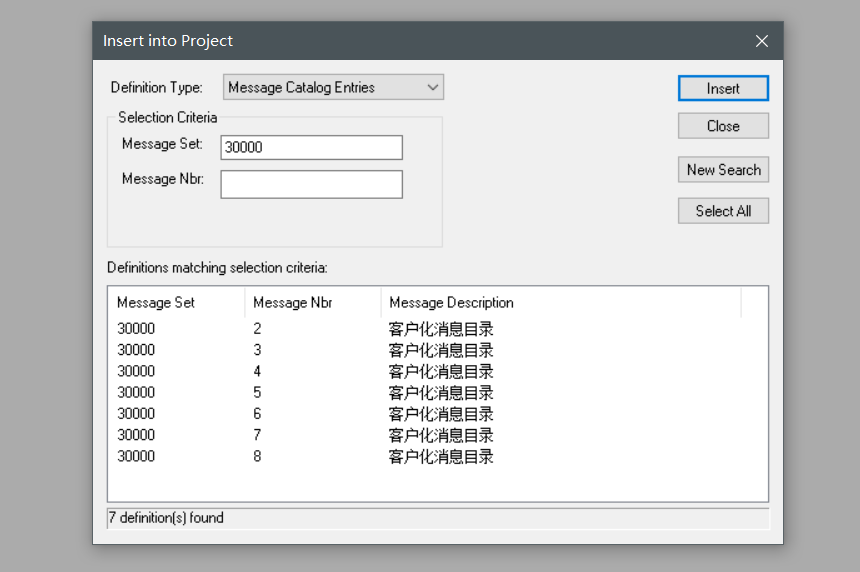 Insert into Project
Definition Type: Message Catalog Entries
Insert
Selection Criteria
Close
Message Set: 30000
New Search
Message Nbr:
Select All
Definitions matching selection criteria:
Message Set Message Nbr Message Description
30000 2 客户化消息目录
30000 3 客户化消息目录
30000 4 客户化消息目录
30000 5 客户化消息目录
30000 6 客户化消息目录
30000 7 客户化消息目录
30000 8 客户化消息目录
7 definition(s) found